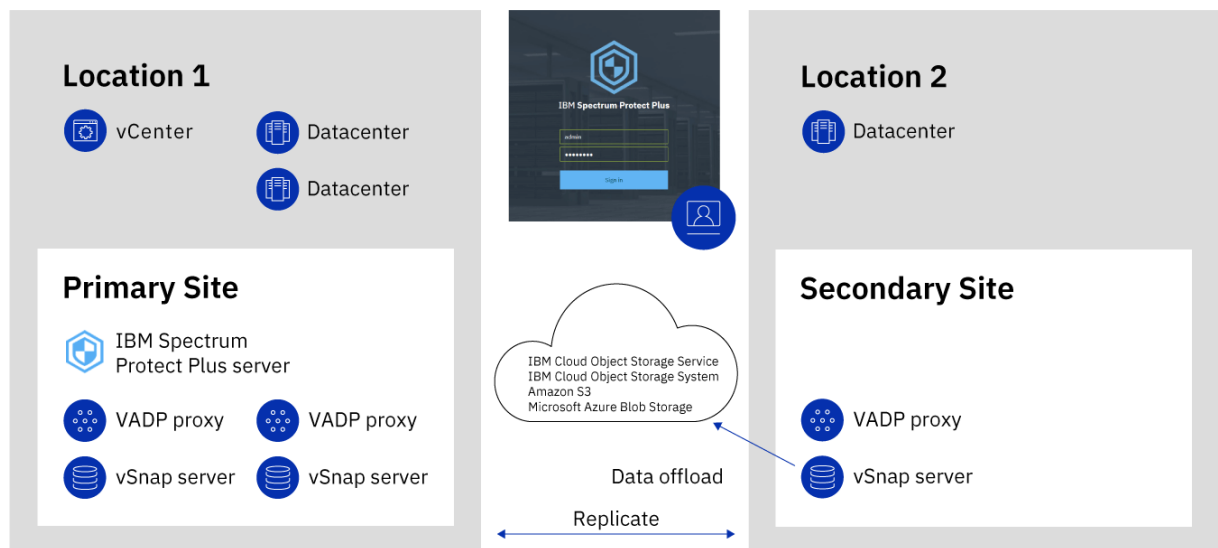 Location 1
vCenter
Datacenter
Datacenter
Primary Site
IBM Spectrum
Protect Plus server
VADP proxy
VADP proxy
vSnap server
vSnap server
IBM Spectrum Protect Plus
admin
Sign in
IBM Cloud Object Storage Service
IBM Cloud Object Storage System
Amazon S3
Microsoft Azure Blob Storage
Data offload
Replicate
Location 2
Datacenter
Secondary Site
VADP proxy
vSnap server